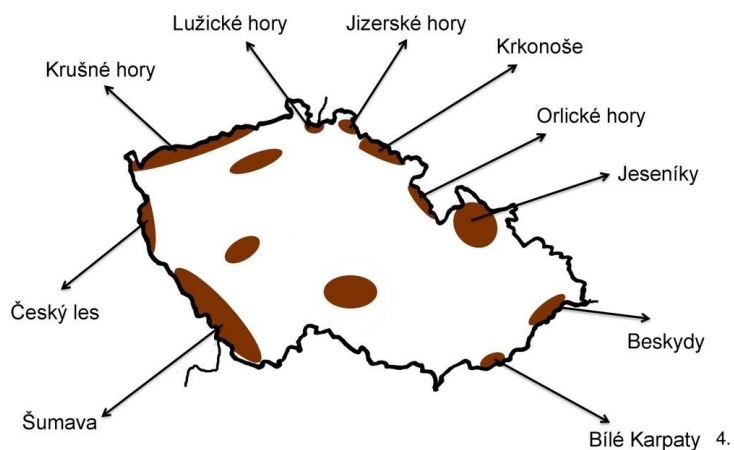 Lužické hory
Jizerské hory
Krkonoše
Krušné hory
Orlické hory
Jeseníky
Český les
Beskydy
Šumava
Bílé Karpaty 4.